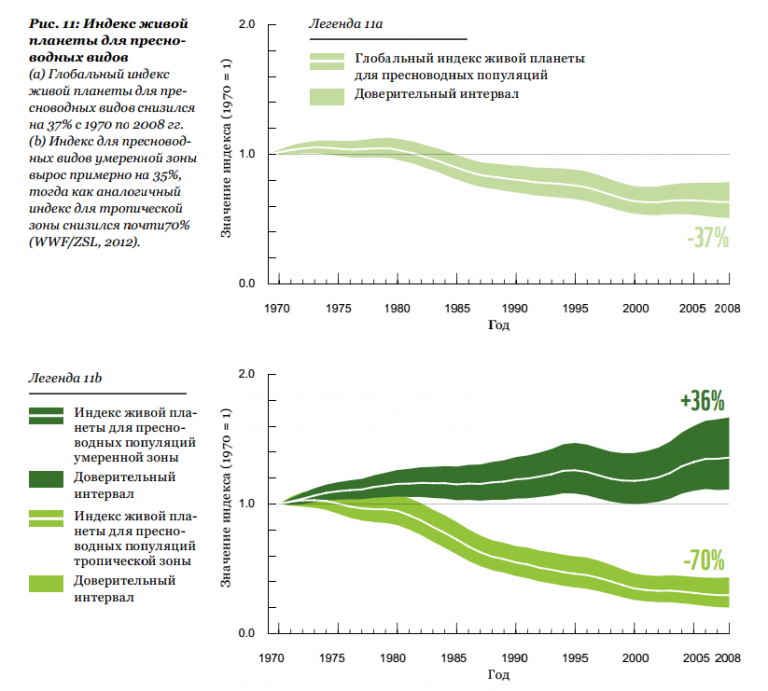 Рис. 11: Индекс живой
планеты для пресно-
водных видов
(a) Глобальный индекс
живой планеты для пре-
сноводных видов снизился
на 37% с 1970 по 2008 гг.
(b) Индекс для пресновод-
ных видов умеренной зоны
вырос примерно на 35%,
тогда как аналогичный
индекс для тропической
зоны снизился почти70%
(WWF/ZSL, 2012).
Легенда 11a
Глобальный индекс живой планеты
для пресноводных популяций
Доверительный интервал
Значение индекса (1970 = 1)
2.0
1.0
0.0
-37%
1970 1975 1980 1985 1990 1995 2000 2005 2008
Год
Легенда 11b
Индекс живой пла-
неты для пресно-
водных популяций
умеренной зоны
Доверительный
интервал
Индекс живой пла-
неты для пресно-
водных популяций
тропической зоны
Доверительный
интервал
Значение индекса (1970 = 1)
2.0
1.0
0.0
+36%
-70%
1970 1975 1980 1985 1990 1995 2000 2005 2008
Год